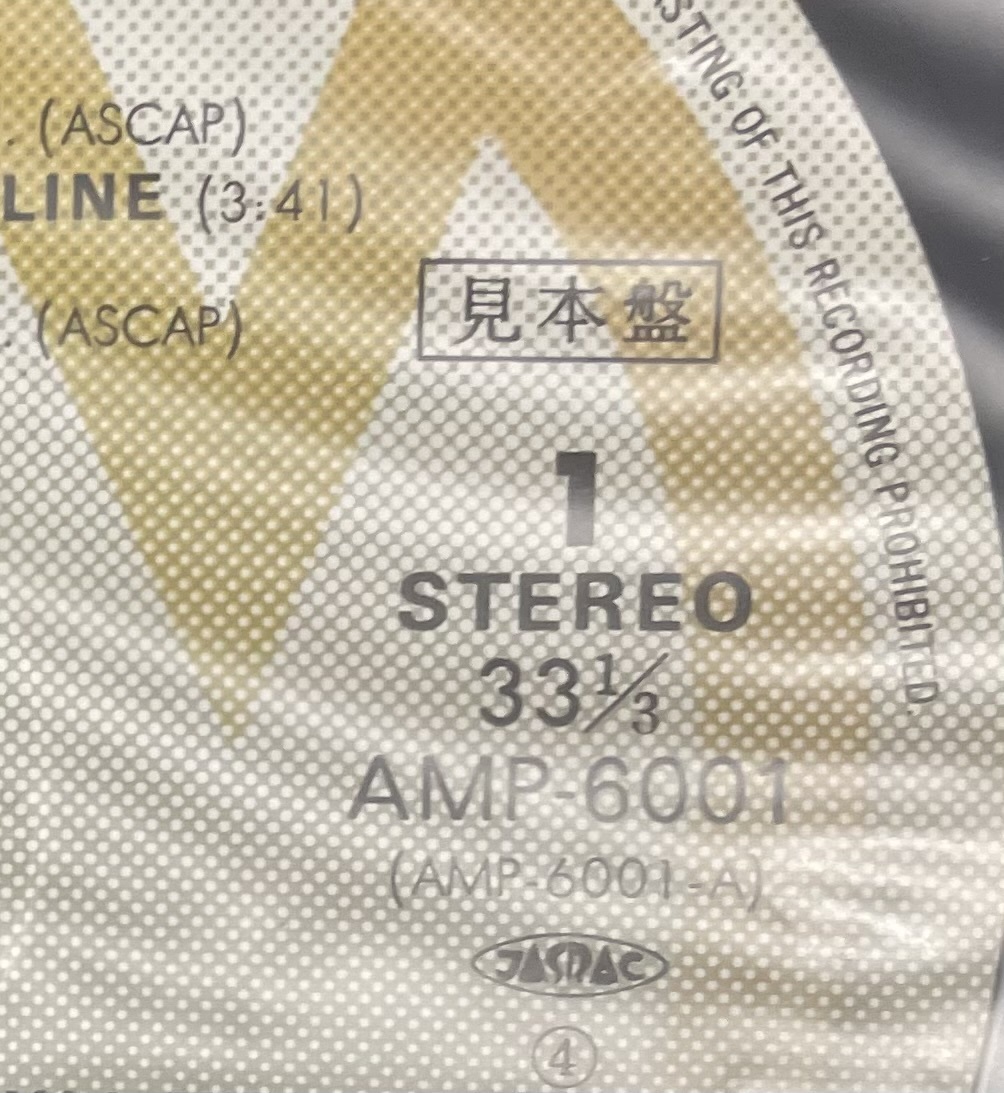 . (ASCAP)
LINE (3:41)
. (ASCAP)
見本盤
1
STEREO
33⅓
AMP-6001
(AMP-6001-A)
JASRAC
④
STING OF THIS RECORDING PROHIBITED.